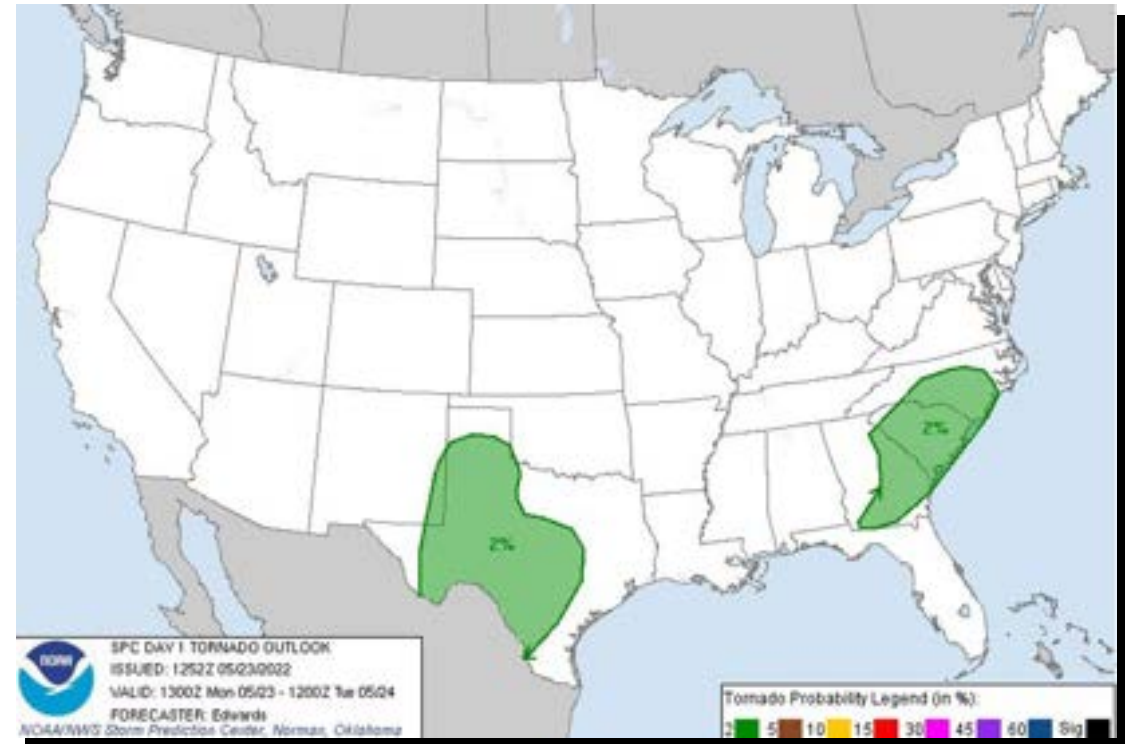 2%
2%
NOAA
SPC DAY 1 TORNADO OUTLOOK
ISSUED: 1252Z 05/23/2022
VALID: 1300Z Mon 05/23 - 1200Z Tue 05/24
FORECASTER: Edwards
NOAA/NWS Storm Prediction Center, Norman, Oklahoma
Tornado Probability Legend (in %):
2 5 10 15 30 45 60 Sig